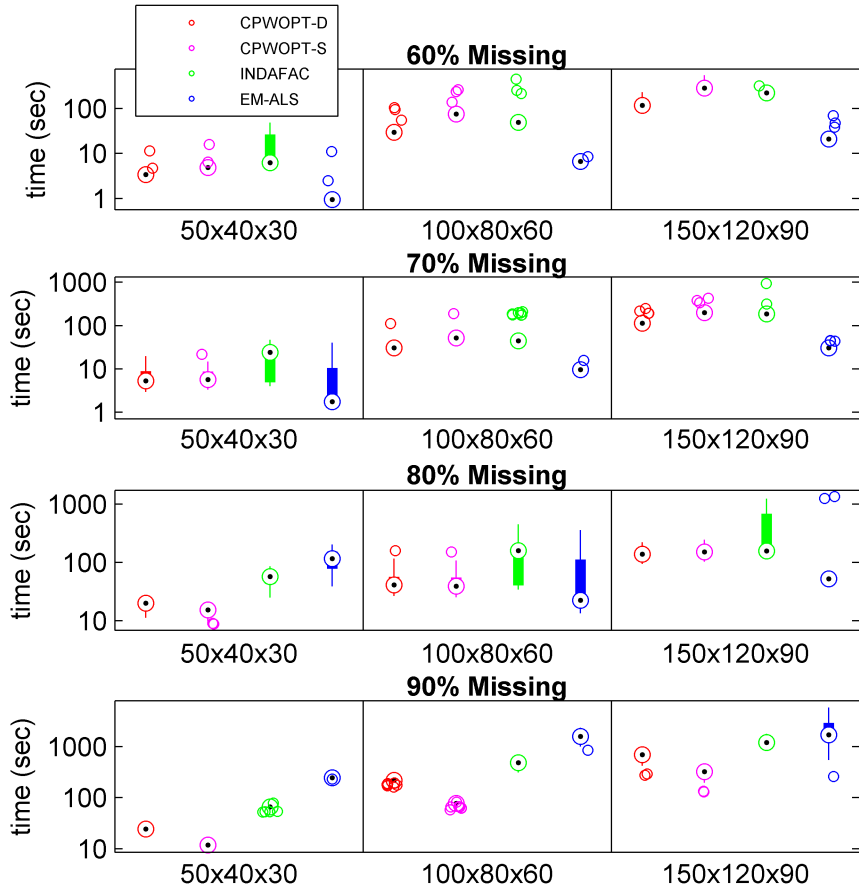 CPWOPT-D
CPWOPT-S
INDAFAC
EM-ALS
60% Missing
time (sec)
100
10
1
50x40x30 100x80x60 150x120x90
70% Missing
time (sec)
1000
100
10
1
50x40x30 100x80x60 150x120x90
80% Missing
time (sec)
1000
100
10
50x40x30 100x80x60 150x120x90
90% Missing
time (sec)
1000
100
10
50x40x30 100x80x60 150x120x90